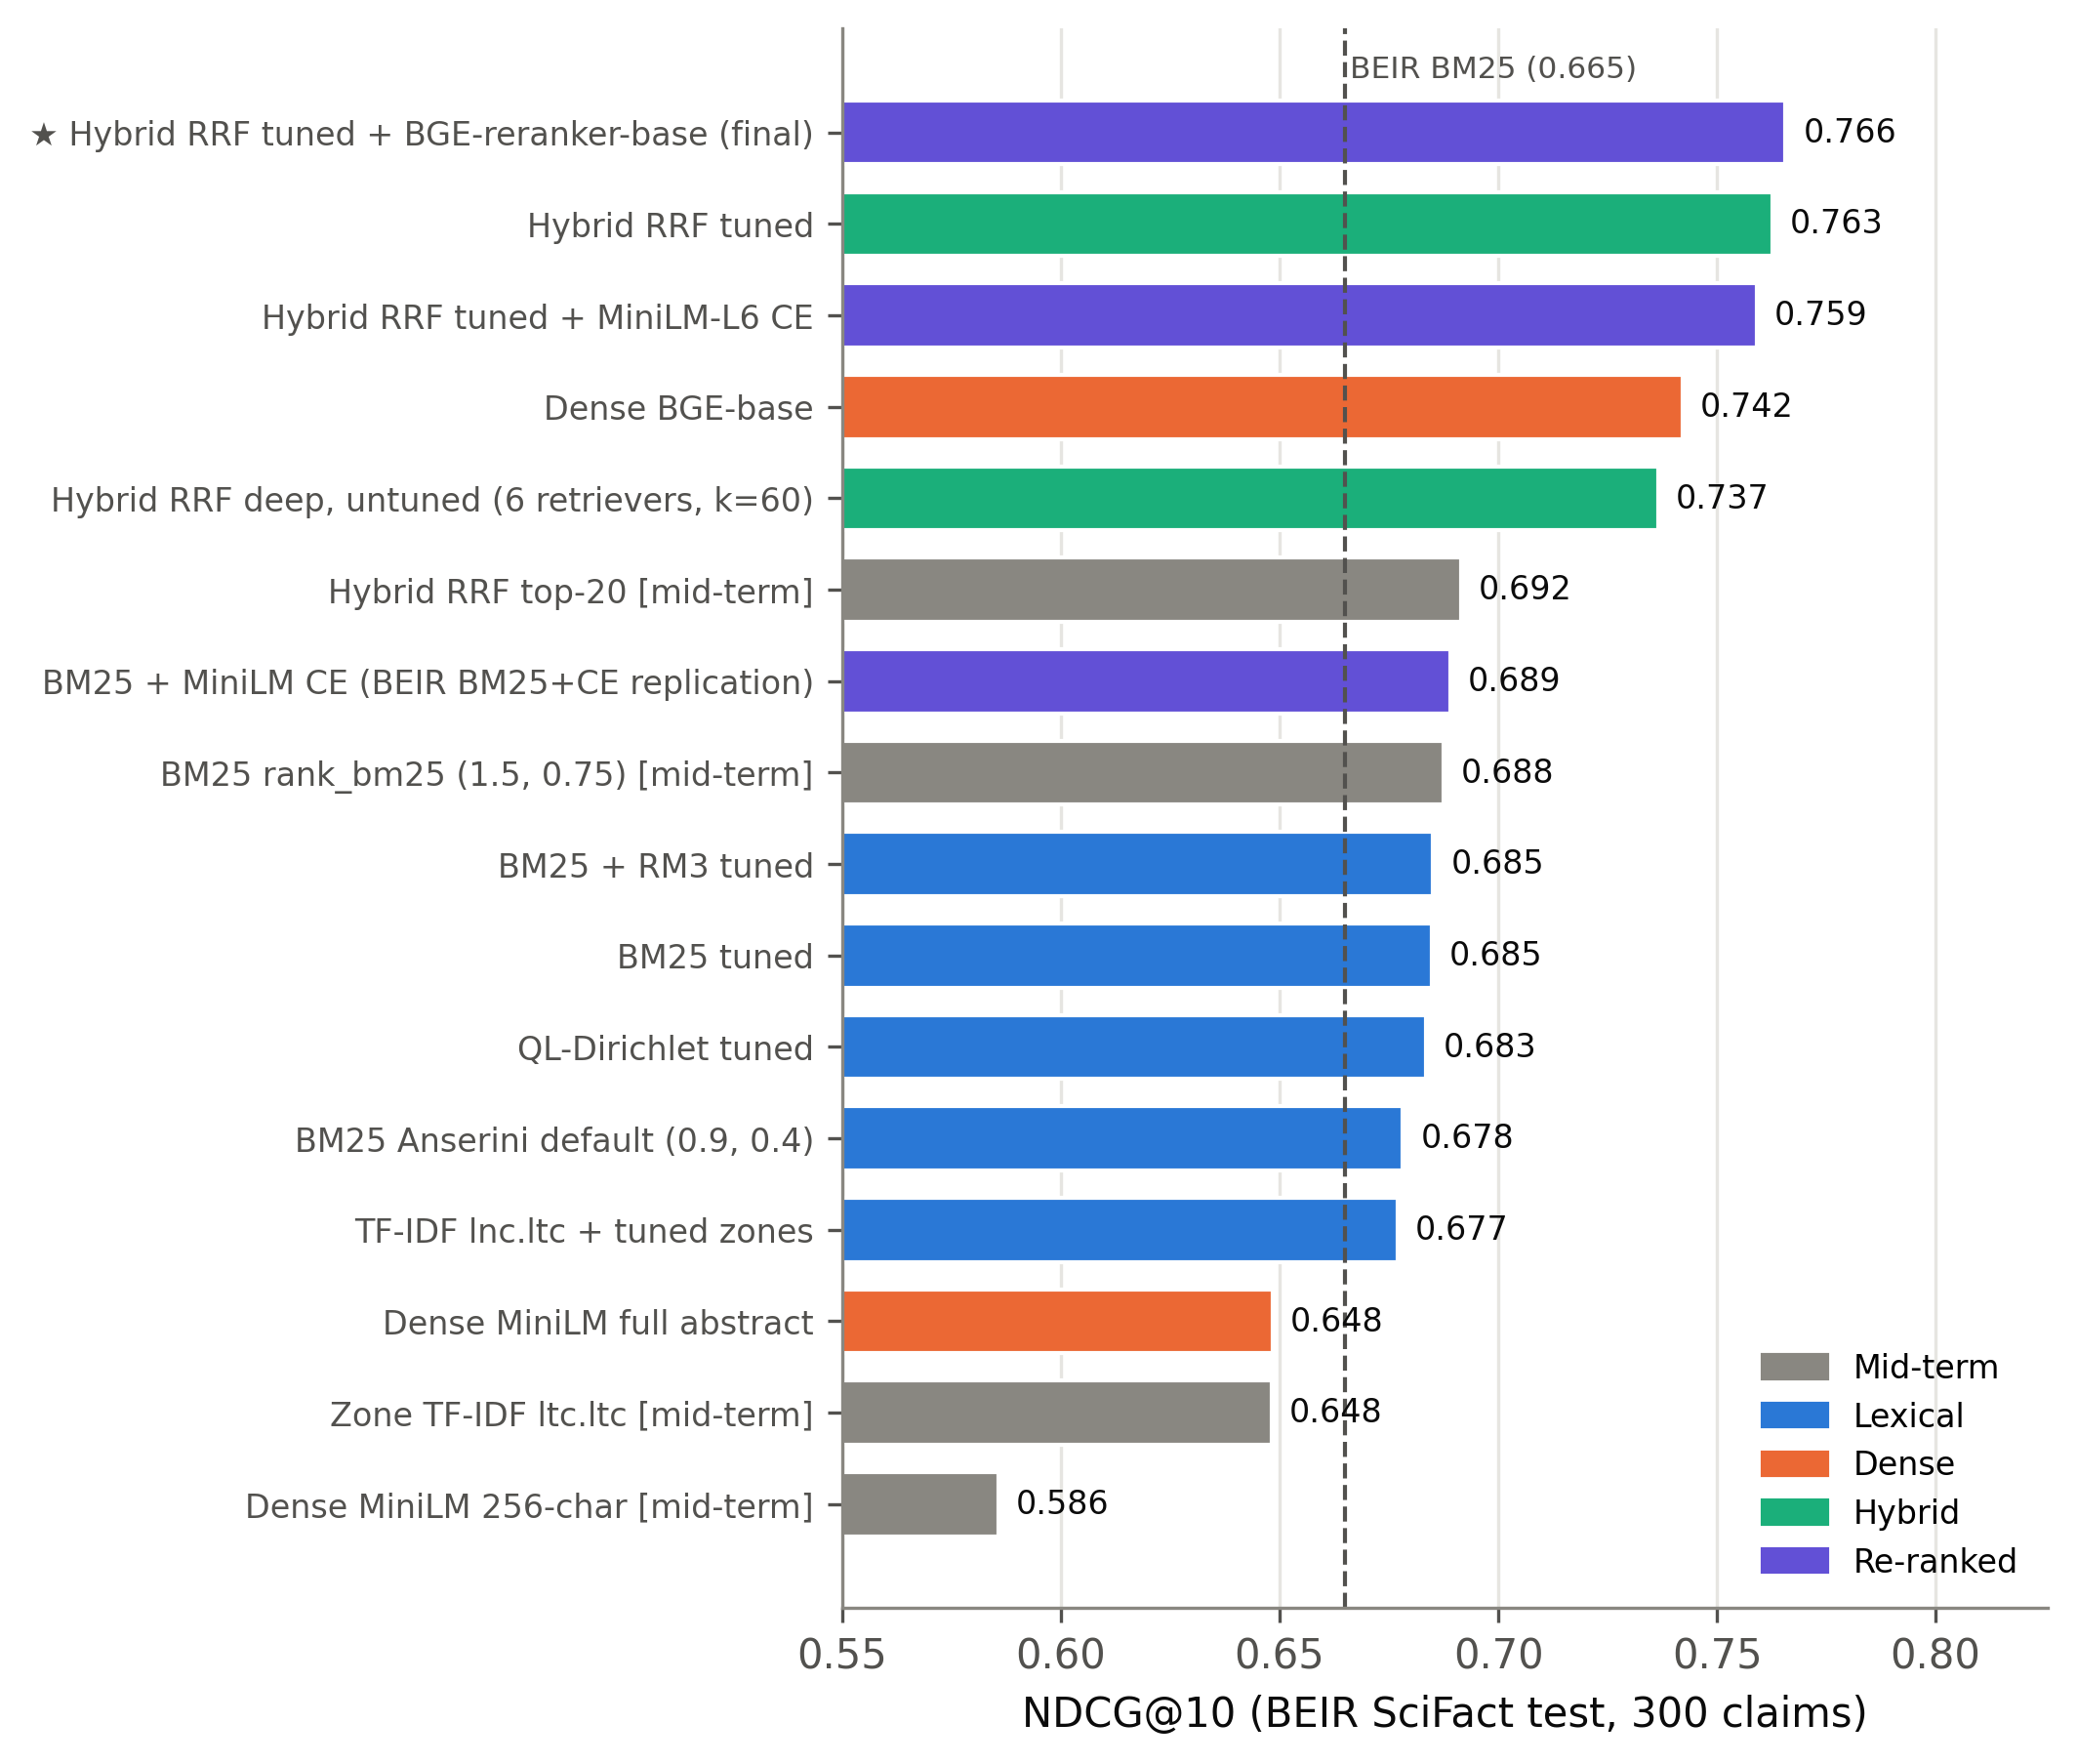 BEIR BM25 (0.665)
★ Hybrid RRF tuned + BGE-reranker-base (final) 0.766
Hybrid RRF tuned 0.763
Hybrid RRF tuned + MiniLM-L6 CE 0.759
Dense BGE-base 0.742
Hybrid RRF deep, untuned (6 retrievers, k=60) 0.737
Hybrid RRF top-20 [mid-term] 0.692
BM25 + MiniLM CE (BEIR BM25+CE replication) 0.689
BM25 rank_bm25 (1.5, 0.75) [mid-term] 0.688
BM25 + RM3 tuned 0.685
BM25 tuned 0.685
QL-Dirichlet tuned 0.683
BM25 Anserini default (0.9, 0.4) 0.678
TF-IDF lnc.ltc + tuned zones 0.677
Dense MiniLM full abstract 0.648
Zone TF-IDF ltc.ltc [mid-term] 0.648
Dense MiniLM 256-char [mid-term] 0.586
Mid-term
Lexical
Dense
Hybrid
Re-ranked
0.55 0.60 0.65 0.70 0.75 0.80
NDCG@10 (BEIR SciFact test, 300 claims)